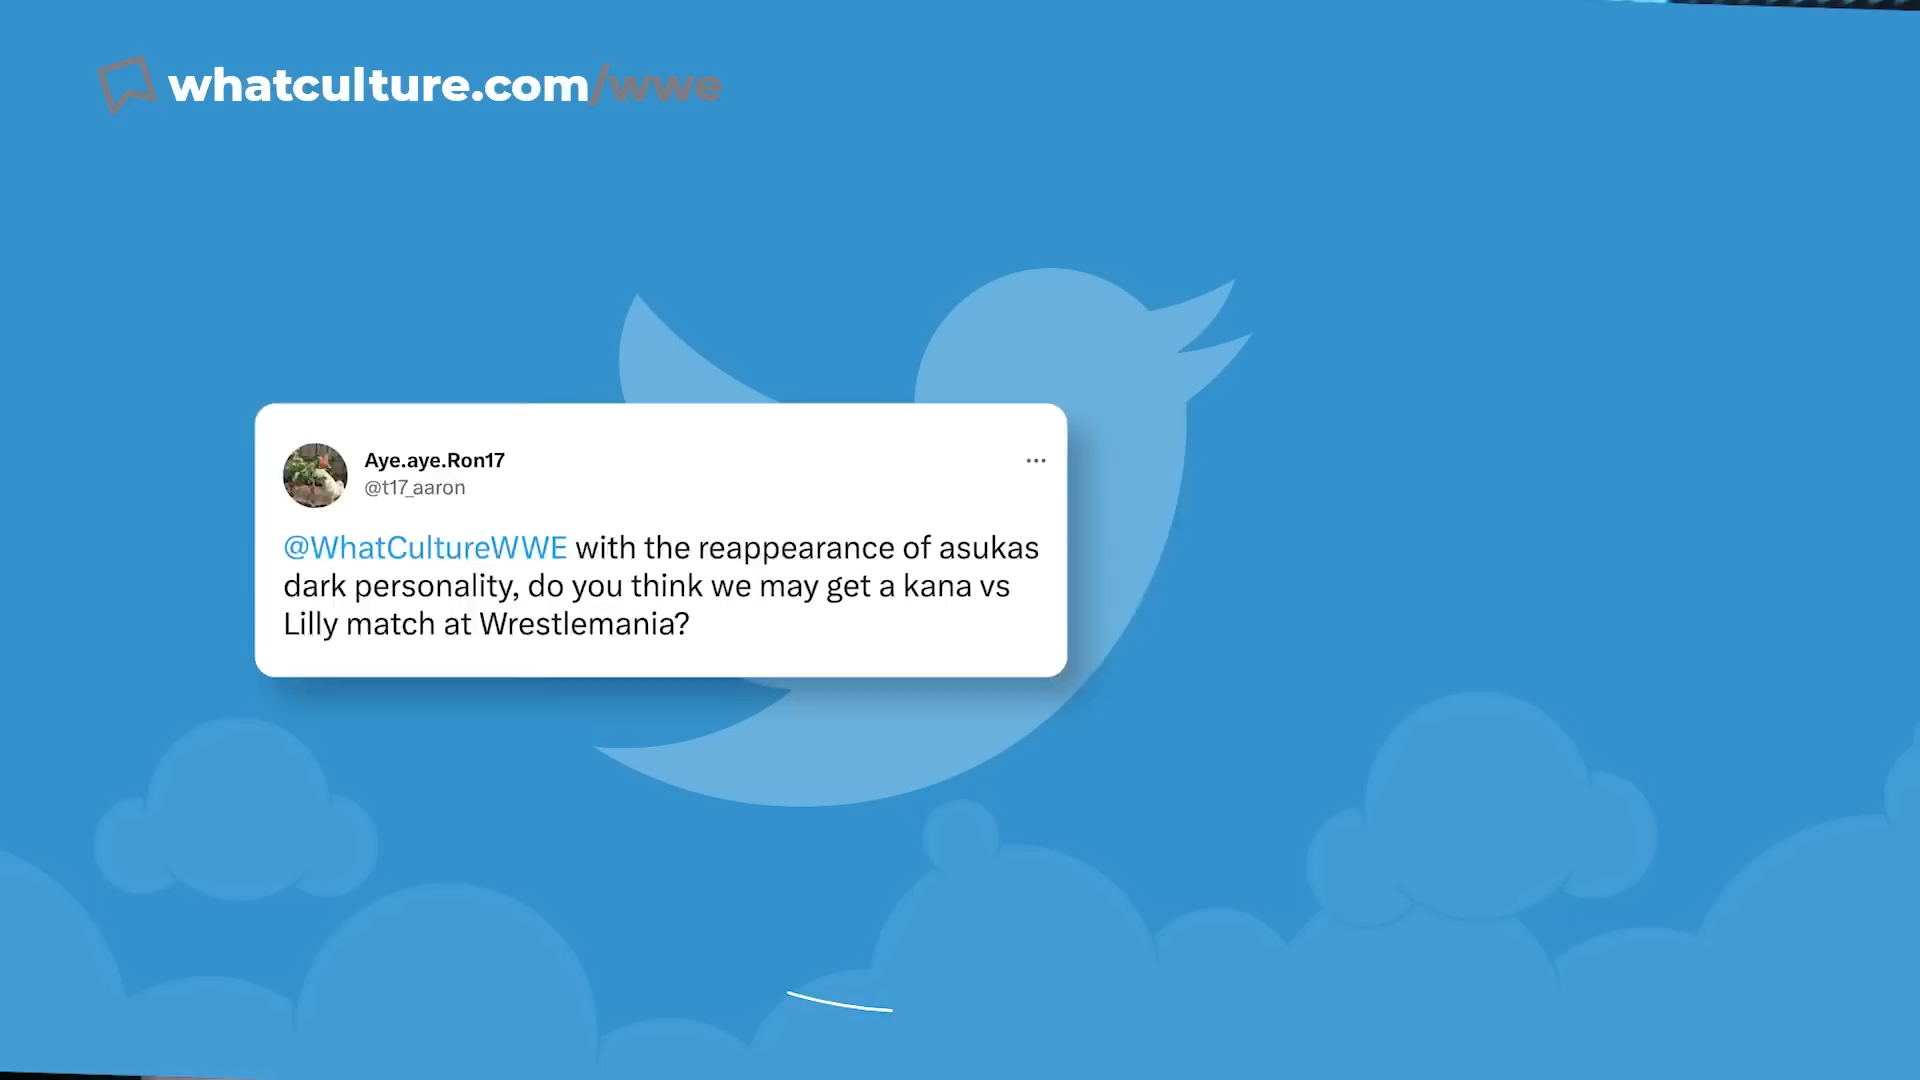 whatculture.com/wwe
Aye.aye.Ron17
@t17_aaron
@WhatCultureWWE with the reappearance of asukas
dark personality, do you think we may get a kana vs
Lilly match at Wrestlemania?